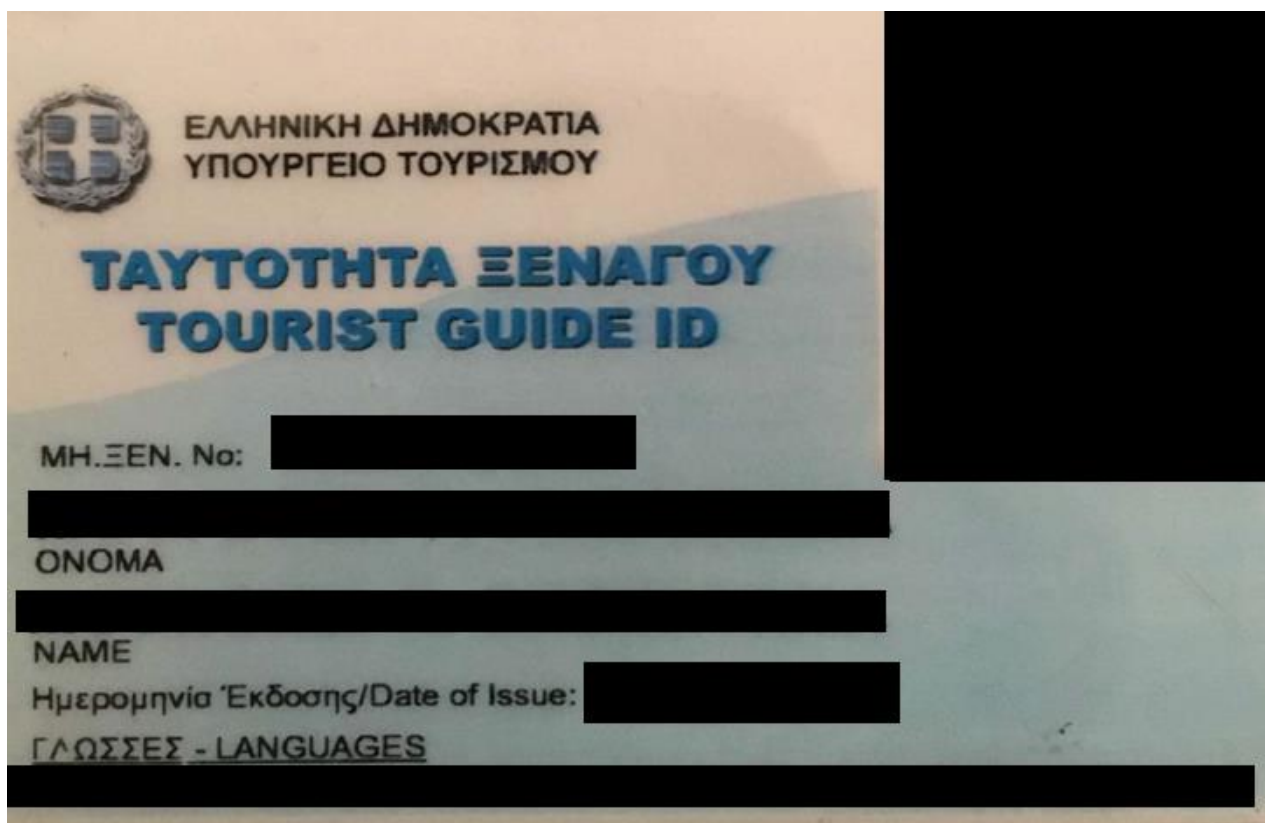 ΕΛΛΗΝΙΚΗ ΔΗΜΟΚΡΑΤΙΑ
ΥΠΟΥΡΓΕΙΟ ΤΟΥΡΙΣΜΟΥ
ΤΑΥΤΟΤΗΤΑ ΞΕΝΑΓΟΥ
TOURIST GUIDE ID
ΜΗ.ΞΕΝ. No:
ΟΝΟΜΑ
NAME
Ημερομηνία Έκδοσης/Date of Issue:
ΓΛΩΣΣΕΣ - LANGUAGES